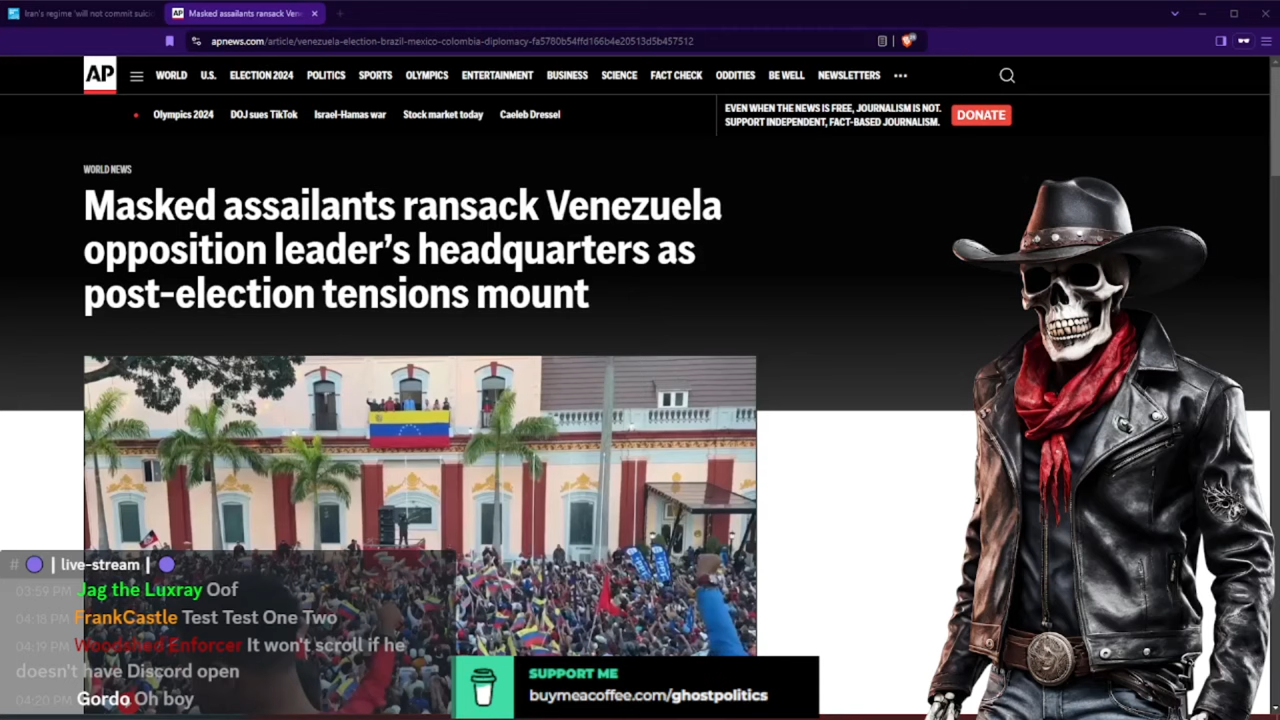 Iran's regime 'will not commit suici
Masked assailants ransack Vene
apnews.com/article/venezuela-election-brazil-mexico-colombia-diplomacy-fa5780b54ffd166b4e20513d5b457512
AP
WORLD U.S. ELECTION 2024 POLITICS SPORTS OLYMPICS ENTERTAINMENT BUSINESS SCIENCE FACT CHECK ODDITIES BE WELL NEWSLETTERS •••
Olympics 2024 DOJ sues TikTok Israel-Hamas war Stock market today Caeleb Dressel
EVEN WHEN THE NEWS IS FREE, JOURNALISM IS NOT.
SUPPORT INDEPENDENT, FACT-BASED JOURNALISM.
DONATE
WORLD NEWS
Masked assailants ransack Venezuela
opposition leader's headquarters as
post-election tensions mount
# | live-stream |
03:59 PM Jag the Luxray Oof
04:18 PM FrankCastle Test Test One Two
04:19 PM Woodshed Enforcer It won't scroll if he
doesn't have Discord open
04:20 PM Gordo Oh boy
SUPPORT ME
buymeacoffee.com/ghostpolitics